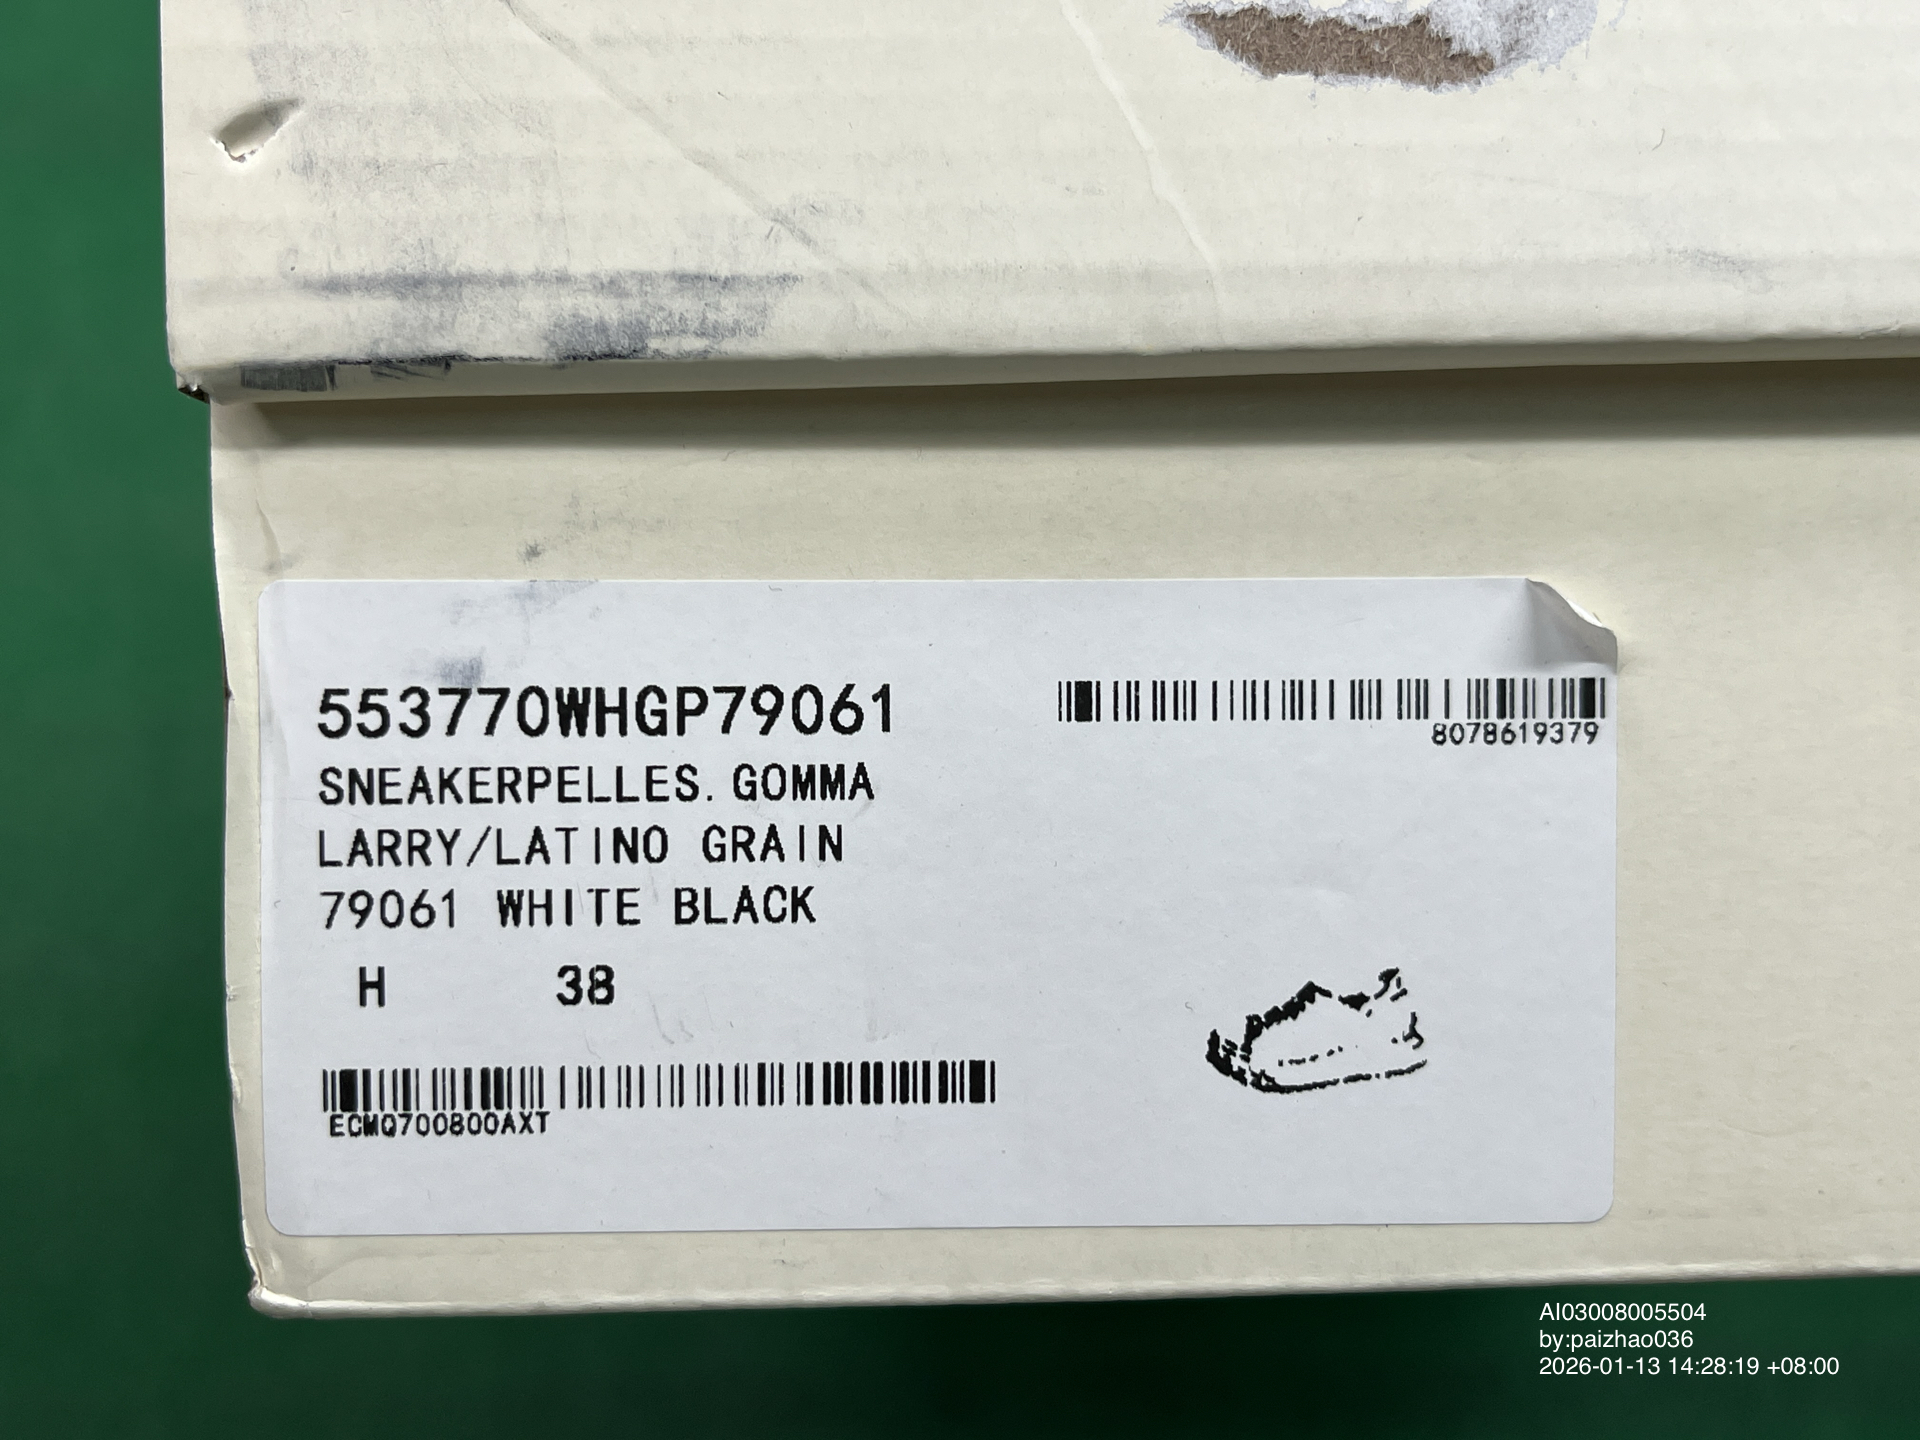 553770WHGP79061
8078619379
SNEAKERPELLES. GOMMA
LARRY/LATINO GRAIN
79061 WHITE BLACK
H 38
ECMQ700800AXT
AI03008005504
by:paizhao036
2026-01-13 14:28:19 +08:00